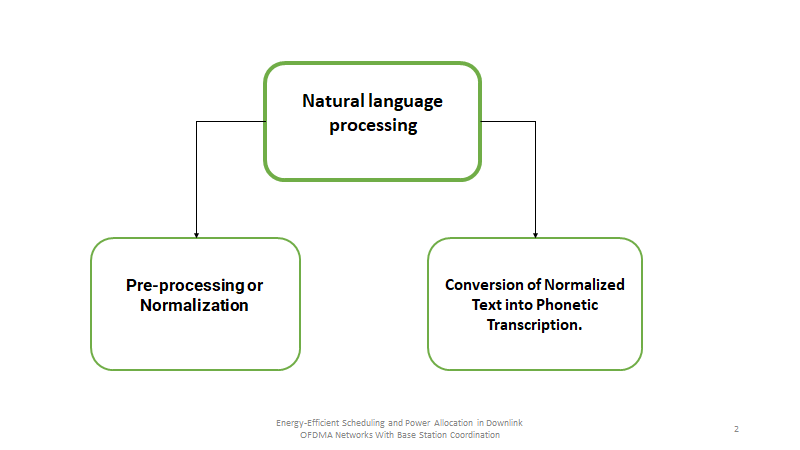 Natural language
processing
Pre-processing or
Normalization
Conversion of Normalized
Text into Phonetic
Transcription.
Energy-Efficient Scheduling and Power Allocation in Downlink
OFDMA Networks With Base Station Coordination
2